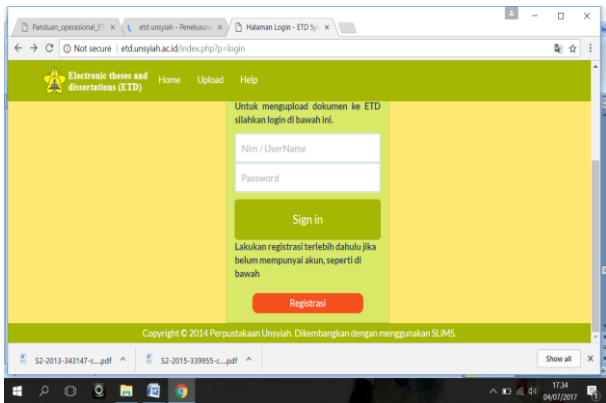 Panduan_operasional_ET
etd unsyiah - Penelusura
Halaman Login - ETD Syi
Not secure | etd.unsyiah.ac.id/index.php?p=login
Electronic theses and
dissertations (ETD)
Home Upload Help
Untuk mengupload dokumen ke ETD
silahkan login di bawah ini.
Nim / UserName
Password
Sign in
Lakukan registrasi terlebih dahulu jika
belum mempunyai akun, seperti di
bawah
Registrasi
Copyright © 2014 Perpustakaan Unsyiah. Dikembangkan dengan menggunakan SLiMS.
S2-2013-343147-c....pdf
S2-2015-339955-c....pdf
Show all
17.34
04/07/2017